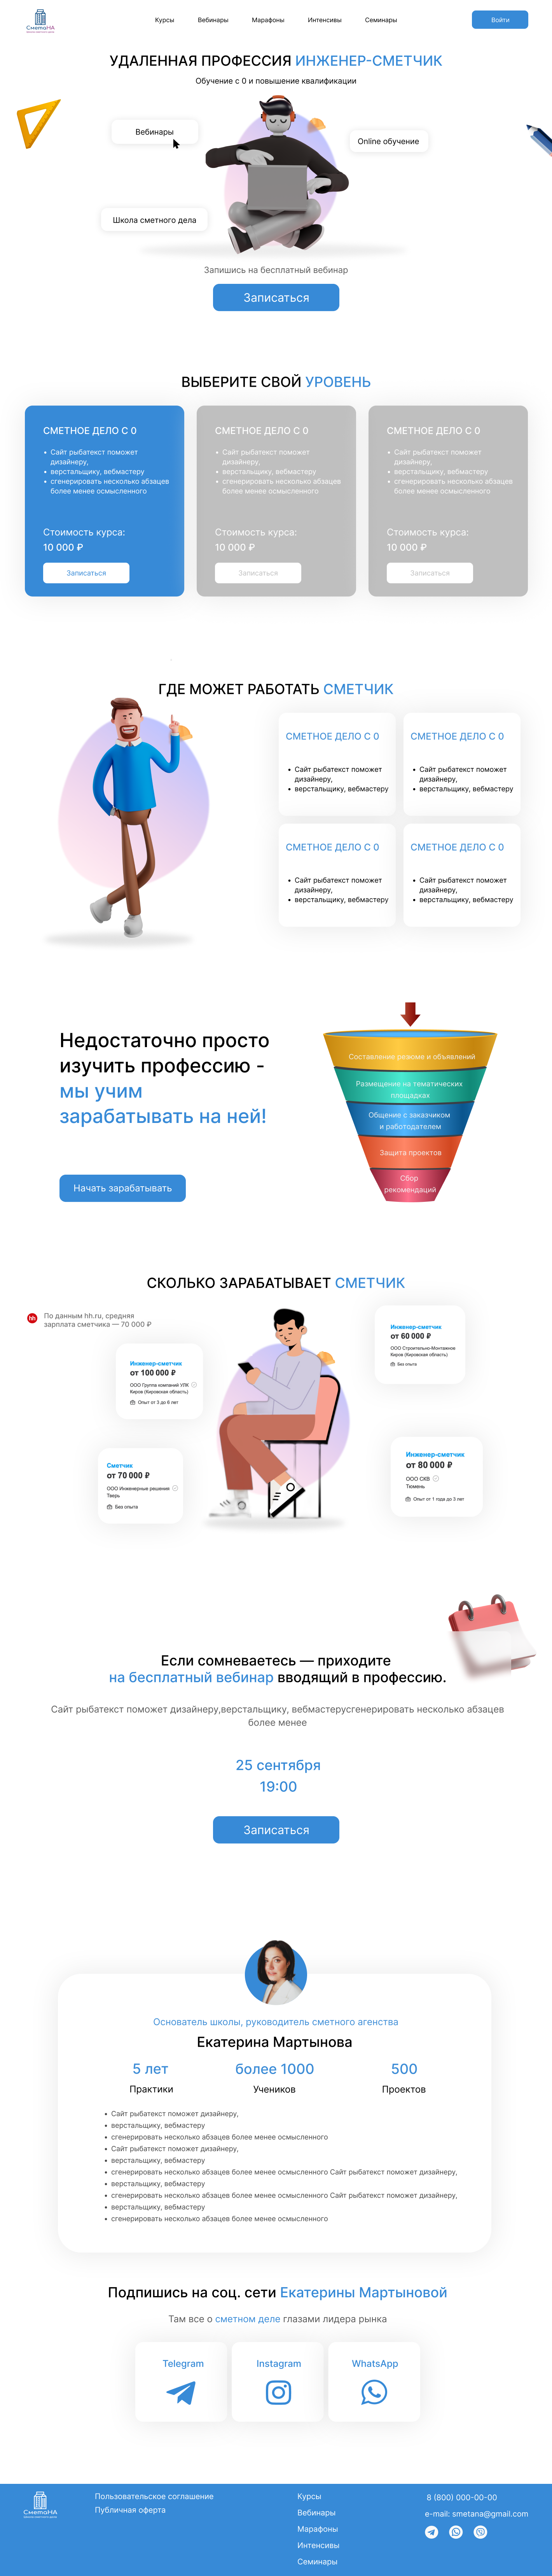 СметаНА
Курсы
Вебинары
Марафоны
Интенсивы
Семинары
Войти
УДАЛЕННАЯ ПРОФЕССИЯ ИНЖЕНЕР-СМЕТЧИК
Обучение с 0 и повышение квалификации
Вебинары
Online обучение
Школа сметного дела
Запишись на бесплатный вебинар
Записаться
ВЫБЕРИТЕ СВОЙ УРОВЕНЬ
СМЕТНОЕ ДЕЛО С 0
• Сайт рыбатекст поможет
дизайнеру,
• верстальщику, вебмастеру
• сгенерировать несколько абзацев
более менее осмысленного
Стоимость курса:
10 000 ₽
Записаться
СМЕТНОЕ ДЕЛО С 0
• Сайт рыбатекст поможет
дизайнеру,
• верстальщику, вебмастеру
• сгенерировать несколько абзацев
более менее осмысленного
Стоимость курса:
10 000 ₽
Записаться
СМЕТНОЕ ДЕЛО С 0
• Сайт рыбатекст поможет
дизайнеру,
• верстальщику, вебмастеру
• сгенерировать несколько абзацев
более менее осмысленного
Стоимость курса:
10 000 ₽
Записаться
ГДЕ МОЖЕТ РАБОТАТЬ СМЕТЧИК
СМЕТНОЕ ДЕЛО С 0
• Сайт рыбатекст поможет
дизайнеру,
• верстальщику, вебмастеру
СМЕТНОЕ ДЕЛО С 0
• Сайт рыбатекст поможет
дизайнеру,
• верстальщику, вебмастеру
СМЕТНОЕ ДЕЛО С 0
• Сайт рыбатекст поможет
дизайнеру,
• верстальщику, вебмастеру
СМЕТНОЕ ДЕЛО С 0
• Сайт рыбатекст поможет
дизайнеру,
• верстальщику, вебмастеру
Недостаточно просто
изучить профессию -
мы учим
зарабатывать на ней!
Начать зарабатывать
Составление резюме и объявлений
Размещение на тематических
площадках
Общение с заказчиком
и работодателем
Защита проектов
Сбор
рекомендаций
СКОЛЬКО ЗАРАБАТЫВАЕТ СМЕТЧИК
hh
По данным hh.ru, средняя
зарплата сметчика — 70 000 ₽
Инженер-сметчик
от 100 000 ₽
ООО Группа компаний УЛК
Киров (Кировская область)
Опыт от 3 до 6 лет
Инженер-сметчик
от 60 000 ₽
ООО Строительно-Монтажное
Киров (Кировская область)
Без опыта
Сметчик
от 70 000 ₽
ООО Инженерные решения
Тверь
Без опыта
Инженер-сметчик
от 80 000 ₽
ООО СКВ
Тюмень
Опыт от 1 года до 3 лет
Если сомневаетесь — приходите
на бесплатный вебинар вводящий в профессию.
Сайт рыбатекст поможет дизайнеру,верстальщику, вебмастерусгенерировать несколько абзацев
более менее
25 сентября
19:00
Записаться
Основатель школы, руководитель сметного агенства
Екатерина Мартынова
5 лет
Практики
более 1000
Учеников
500
Проектов
• Сайт рыбатекст поможет дизайнеру,
• верстальщику, вебмастеру
• сгенерировать несколько абзацев более менее осмысленного
• Сайт рыбатекст поможет дизайнеру,
• верстальщику, вебмастеру
• сгенерировать несколько абзацев более менее осмысленного Сайт рыбатекст поможет дизайнеру,
• верстальщику, вебмастеру
• сгенерировать несколько абзацев более менее осмысленного Сайт рыбатекст поможет дизайнеру,
• верстальщику, вебмастеру
• сгенерировать несколько абзацев более менее осмысленного
Подпишись на соц. сети Екатерины Мартыновой
Там все о сметном деле глазами лидера рынка
Telegram
Instagram
WhatsApp
СметаНА
Пользовательское соглашение
Публичная оферта
Курсы
Вебинары
Марафоны
Интенсивы
Семинары
8 (800) 000-00-00
e-mail: smetana@gmail.com